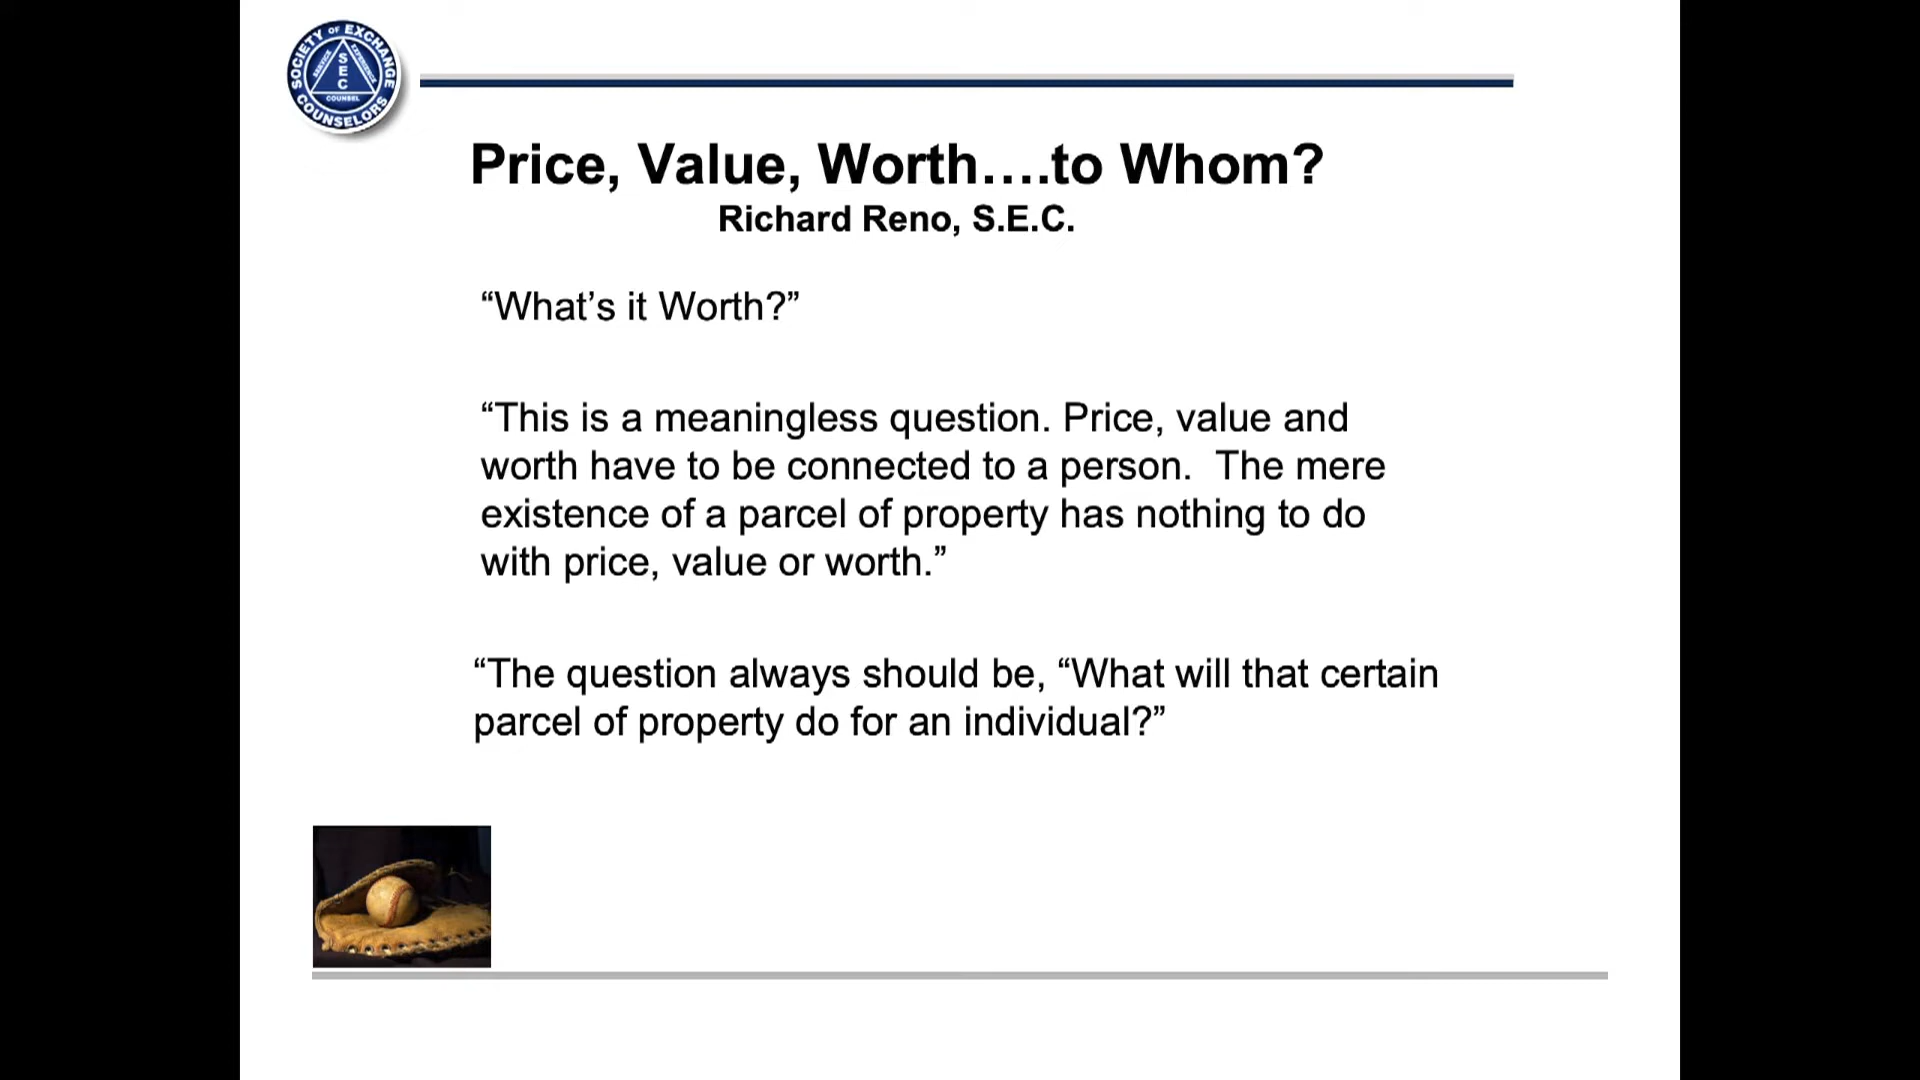 SOCIETY OF EXCHANGE COUNSELORS
SERVICE
EXPERIENCE
S
E
C
COUNSEL
Price, Value, Worth....to Whom?
Richard Reno, S.E.C.
“What’s it Worth?”
“This is a meaningless question. Price, value and
worth have to be connected to a person.  The mere
existence of a parcel of property has nothing to do
with price, value or worth.”
“The question always should be, “What will that certain
parcel of property do for an individual?”